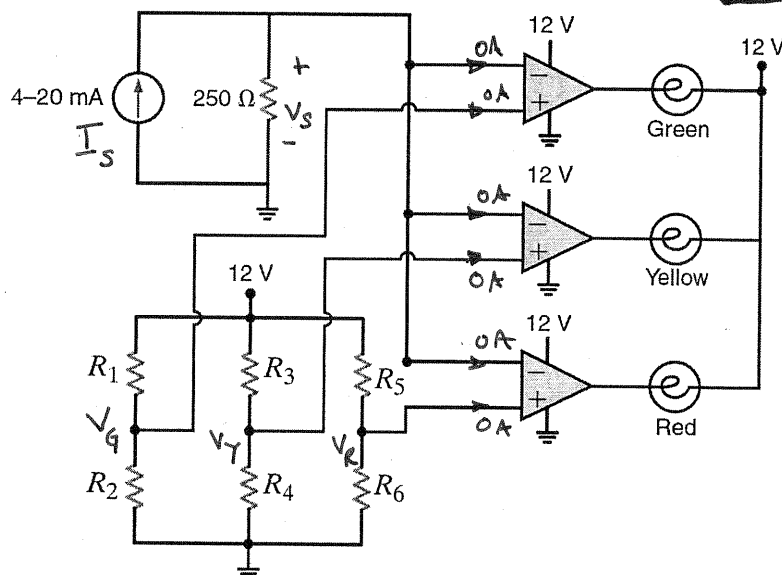 12 V
12 V
0A
4–20 mA
250 Ω
+
Vs
-
Is
0A
−
+
Green
12 V
0A
−
+
0A
Yellow
12 V
12 V
0A
−
+
0A
Red
R1
R3
R5
VG
VY
VR
R2
R4
R6